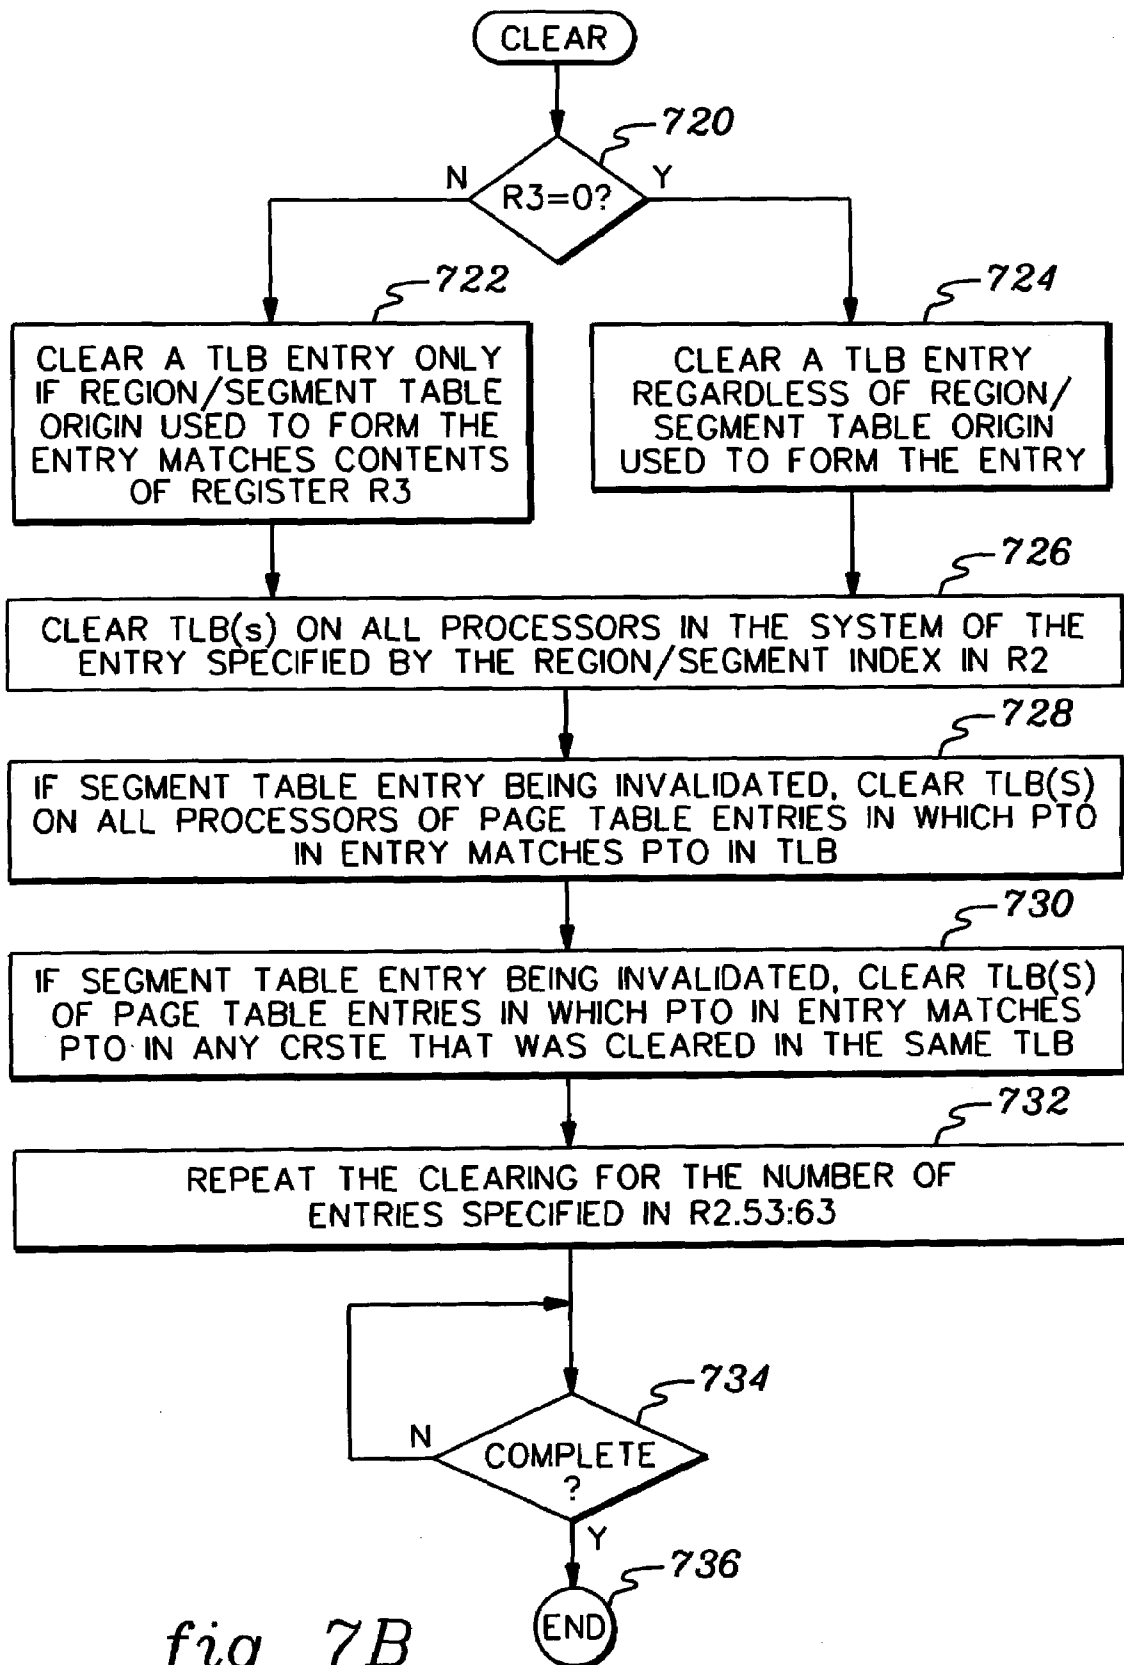 CLEAR
720
N
R3=0?
Y
722
724
CLEAR A TLB ENTRY ONLY
IF REGION/SEGMENT TABLE
ORIGIN USED TO FORM THE
ENTRY MATCHES CONTENTS
OF REGISTER R3
CLEAR A TLB ENTRY
REGARDLESS OF REGION/
SEGMENT TABLE ORIGIN
USED TO FORM THE ENTRY
726
CLEAR TLB(s) ON ALL PROCESSORS IN THE SYSTEM OF THE
ENTRY SPECIFIED BY THE REGION/SEGMENT INDEX IN R2
728
IF SEGMENT TABLE ENTRY BEING INVALIDATED, CLEAR TLB(S)
ON ALL PROCESSORS OF PAGE TABLE ENTRIES IN WHICH PTO
IN ENTRY MATCHES PTO IN TLB
730
IF SEGMENT TABLE ENTRY BEING INVALIDATED, CLEAR TLB(S)
OF PAGE TABLE ENTRIES IN WHICH PTO IN ENTRY MATCHES
PTO IN ANY CRSTE THAT WAS CLEARED IN THE SAME TLB
732
REPEAT THE CLEARING FOR THE NUMBER OF
ENTRIES SPECIFIED IN R2.53:63
734
N
COMPLETE
?
Y
736
END
fig 7B